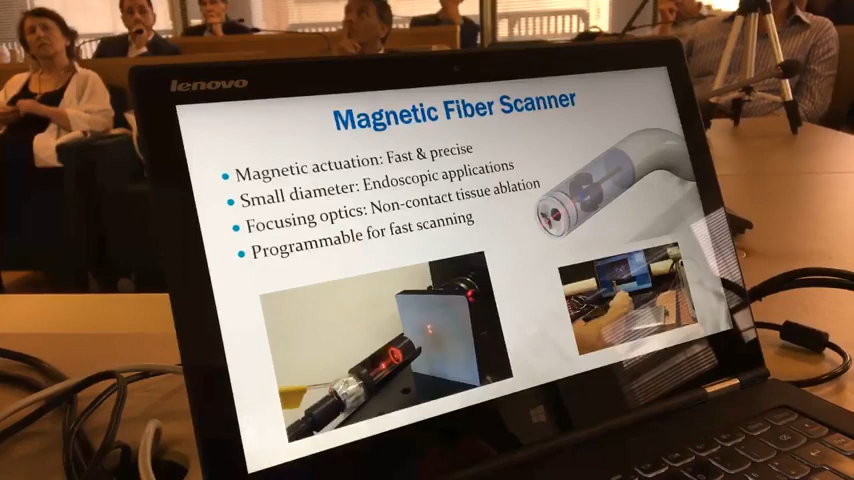 lenovo
Magnetic Fiber Scanner
• Magnetic actuation: Fast & precise
• Small diameter: Endoscopic applications
• Focusing optics: Non-contact tissue ablation
• Programmable for fast scanning